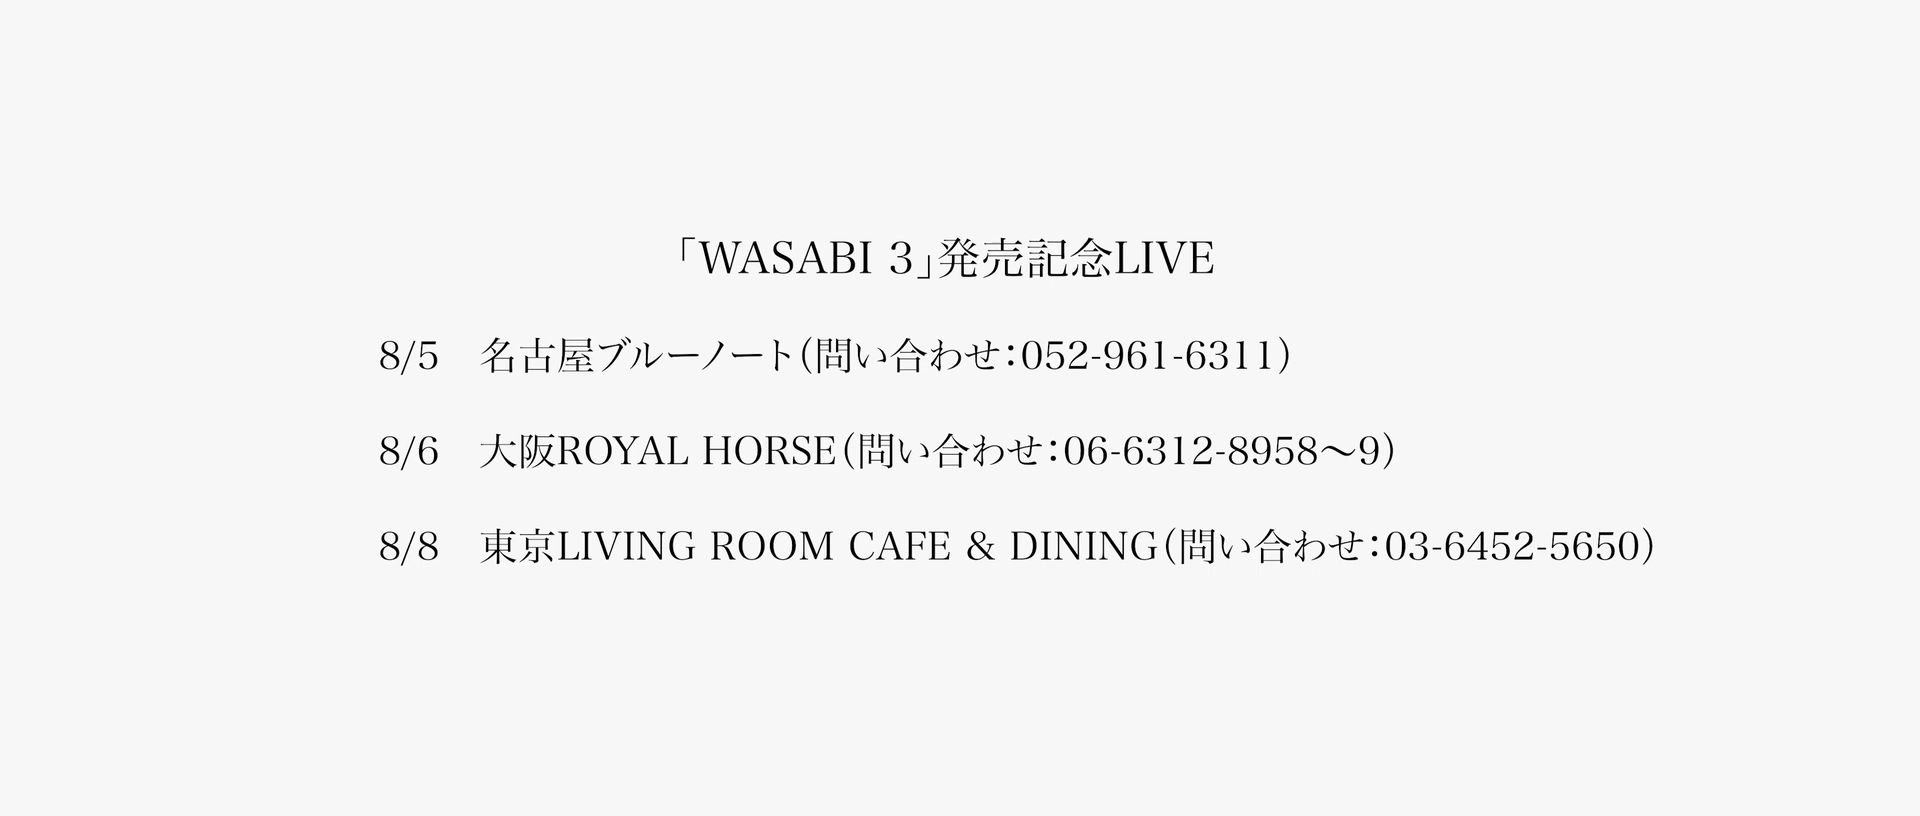 「WASABI 3」発売記念LIVE
8/5　名古屋ブルーノート(問い合わせ：052-961-6311)
8/6　大阪ROYAL HORSE(問い合わせ：06-6312-8958〜9)
8/8　東京LIVING ROOM CAFE & DINING(問い合わせ：03-6452-5650)